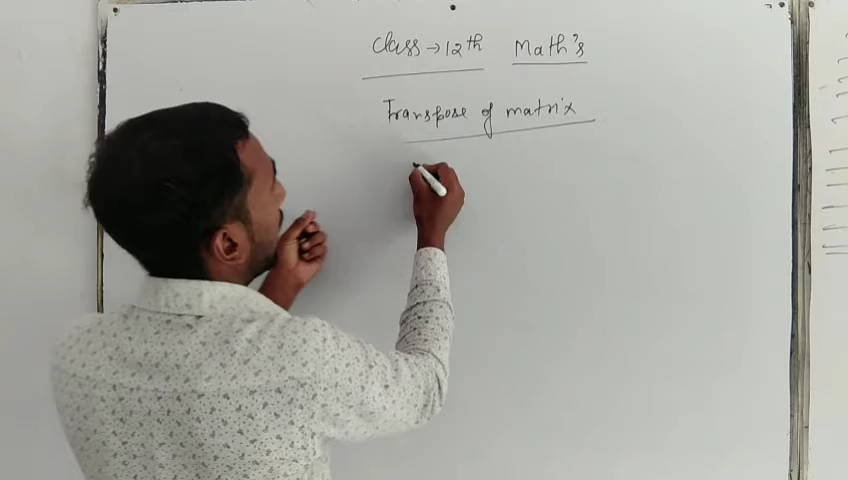 Class → 12th Math's
Transpose of matrix